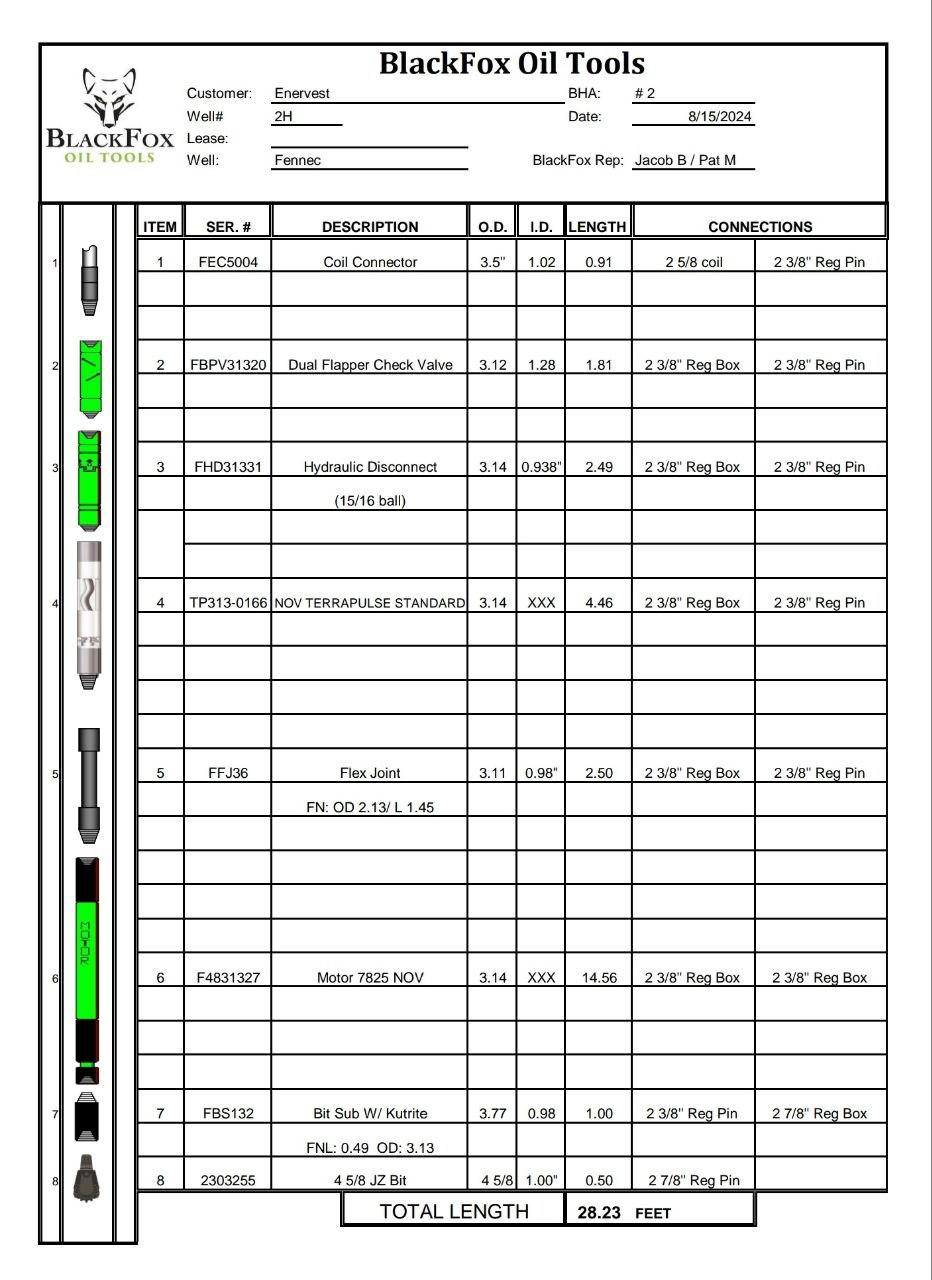 BlackFox Oil Tools
BLACKFOX
OIL TOOLS
Customer: Enervest BHA: # 2
Well# 2H Date: 8/15/2024
Lease:
Well: Fennec BlackFox Rep: Jacob B / Pat M
ITEM SER. # DESCRIPTION O.D. I.D. LENGTH CONNECTIONS
1 1 FEC5004 Coil Connector 3.5" 1.02 0.91 2 5/8 coil 2 3/8" Reg Pin
2 2 FBPV31320 Dual Flapper Check Valve 3.12 1.28 1.81 2 3/8" Reg Box 2 3/8" Reg Pin
3 3 FHD31331 Hydraulic Disconnect 3.14 0.938" 2.49 2 3/8" Reg Box 2 3/8" Reg Pin
(15/16 ball)
4 4 TP313-0166 NOV TERRAPULSE STANDARD 3.14 XXX 4.46 2 3/8" Reg Box 2 3/8" Reg Pin
5 5 FFJ36 Flex Joint 3.11 0.98" 2.50 2 3/8" Reg Box 2 3/8" Reg Pin
FN: OD 2.13/ L 1.45
MOTOR
6 6 F4831327 Motor 7825 NOV 3.14 XXX 14.56 2 3/8" Reg Box 2 3/8" Reg Box
7 7 FBS132 Bit Sub W/ Kutrite 3.77 0.98 1.00 2 3/8" Reg Pin 2 7/8" Reg Box
FNL: 0.49 OD: 3.13
8 8 2303255 4 5/8 JZ Bit 4 5/8 1.00" 0.50 2 7/8" Reg Pin
TOTAL LENGTH 28.23 FEET